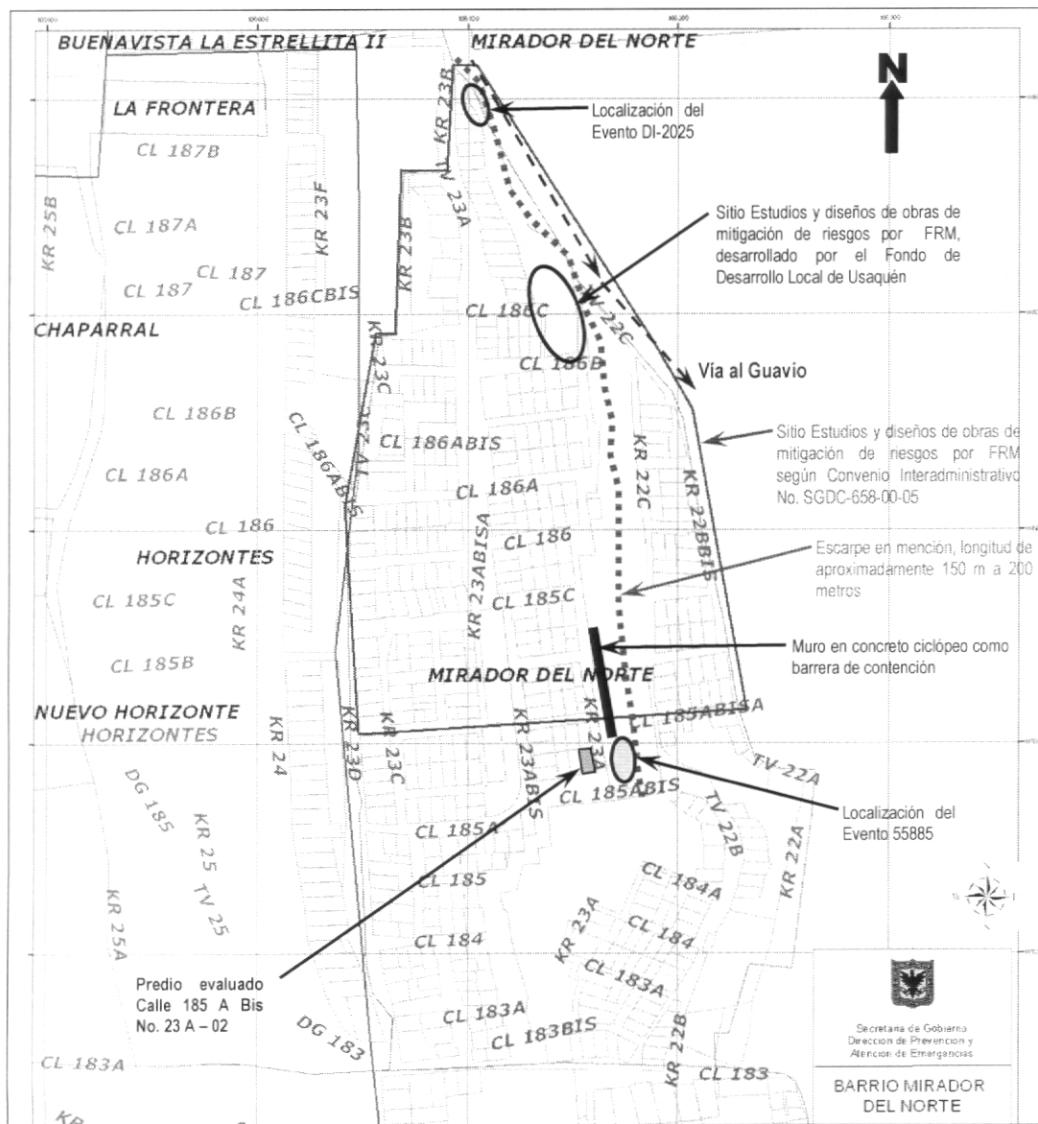 BUENAVISTA LA ESTRELLITA II
MIRADOR DEL NORTE
N
LA FRONTERA
KR 23B
Localización del
Evento DI-2025
CL 187B
KR 25B
KR 23F
23A
KR 23B
CL 187A
Sitio Estudios y diseños de obras de
mitigación de riesgos por FRM,
desarrollado por el Fondo de
Desarrollo Local de Usaquén
CL 187
CL 187
CL 186CBIS
CL 186C
TV 22C
CHAPARRAL
KR 23C
CL 186B
Vía al Guavio
CL 186B
CL 186ABIS
TV 23C
CL 186ABIS
KR 22C
Sitio Estudios y diseños de obras de
mitigación de riesgos por FRM
según Convenio Interadministrativo
No. SGDC-658-00-05
CL 186A
CL 186A
KR 22BBIS
CL 186
CL 186
KR 23ABISA
HORIZONTES
Escarpe en mención, longitud de
aproximadamente 150 m a 200
metros
CL 185C
KR 24A
CL 185C
CL 185B
Muro en concreto ciclópeo como
barrera de contención
MIRADOR DEL NORTE
NUEVO HORIZONTE
HORIZONTES
KR 24
KR 23D
KR 23C
KR 23ABIS
KR 23A
CL 185ABISA
TV 22A
DG 185
CL 185ABIS
KR 25
TV 25
CL 185A
TV 22B
KR 22A
Localización del
Evento 55885
CL 185
CL 184A
KR 25A
CL 184
KR 23A
CL 184
CL 183A
Predio evaluado
Calle 185 A Bis
No. 23 A – 02
DG 183
CL 183A
CL 183BIS
KR 22B
CL 183
CL 183A
Secretaria de Gobierno
Direccion de Prevencion y
Atencion de Emergencias
BARRIO MIRADOR
DEL NORTE